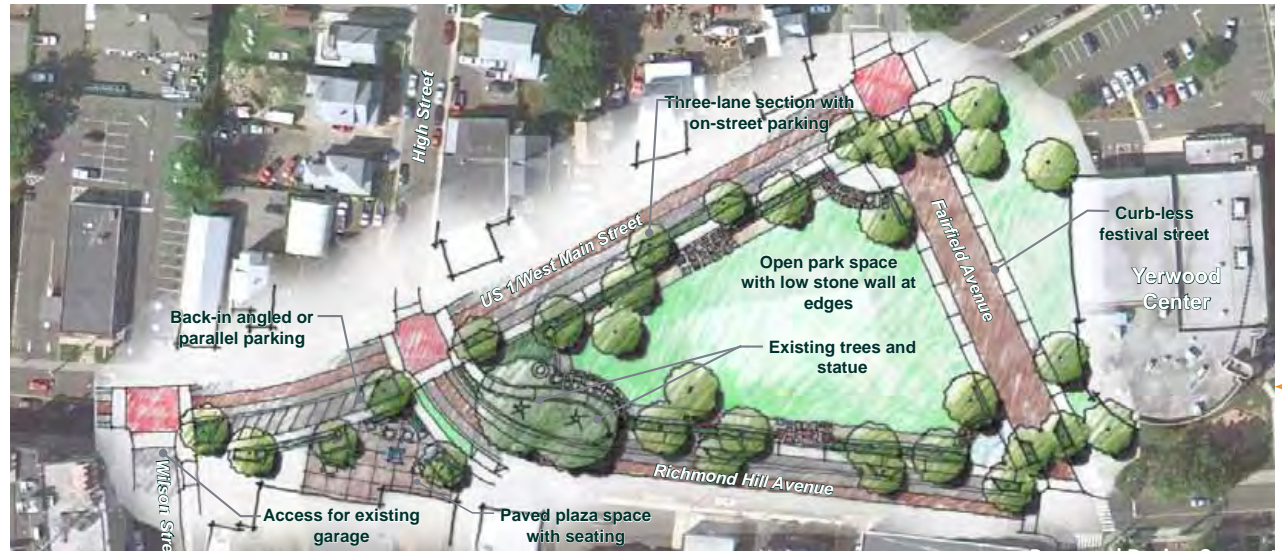 High Street
Three-lane section with
on-street parking
US 1/West Main Street
Fairfield Avenue
Curb-less
festival street
Yerwood
Center
Open park space
with low stone wall at
edges
Back-in angled or
parallel parking
Existing trees and
statue
Richmond Hill Avenue
Wilson Stre
Access for existing
garage
Paved plaza space
with seating